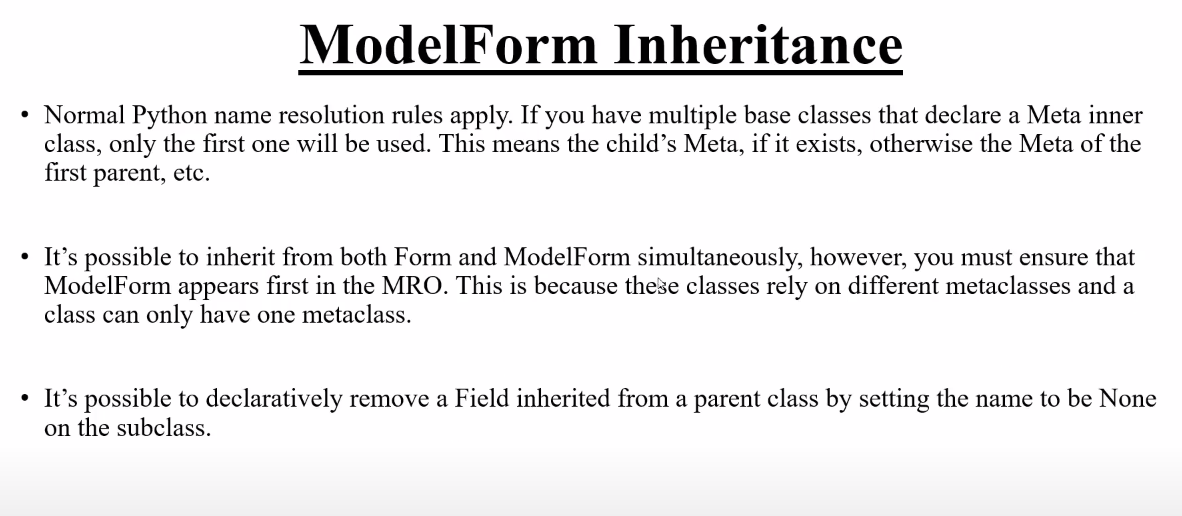 ModelForm Inheritance
• Normal Python name resolution rules apply. If you have multiple base classes that declare a Meta inner
class, only the first one will be used. This means the child’s Meta, if it exists, otherwise the Meta of the
first parent, etc.
• It’s possible to inherit from both Form and ModelForm simultaneously, however, you must ensure that
ModelForm appears first in the MRO. This is because these classes rely on different metaclasses and a
class can only have one metaclass.
• It’s possible to declaratively remove a Field inherited from a parent class by setting the name to be None
on the subclass.